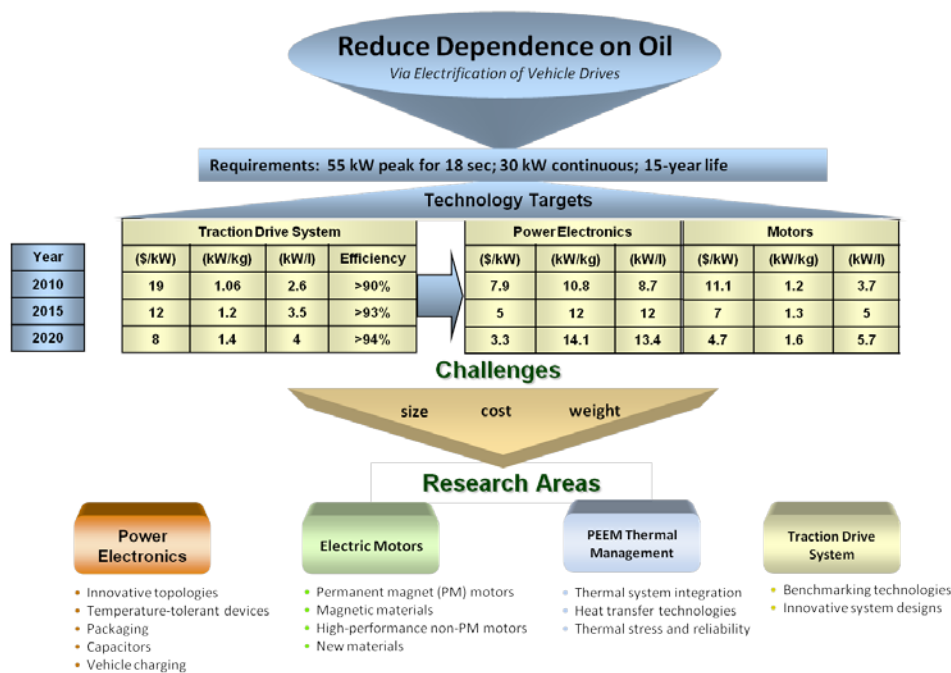 Reduce Dependence on Oil
Via Electrification of Vehicle Drives
Requirements: 55 kW peak for 18 sec; 30 kW continuous; 15-year life
Technology Targets
Traction Drive System Power Electronics Motors
Year ($/kW) (kW/kg) (kW/l) Efficiency ($/kW) (kW/kg) (kW/l) ($/kW) (kW/kg) (kW/l)
2010 19 1.06 2.6 >90% 7.9 10.8 8.7 11.1 1.2 3.7
2015 12 1.2 3.5 >93% 5 12 12 7 1.3 5
2020 8 1.4 4 >94% 3.3 14.1 13.4 4.7 1.6 5.7
Challenges
size cost weight
Research Areas
Power
Electronics
• Innovative topologies
• Temperature-tolerant devices
• Packaging
• Capacitors
• Vehicle charging
Electric Motors
• Permanent magnet (PM) motors
• Magnetic materials
• High-performance non-PM motors
• New materials
PEEM Thermal
Management
• Thermal system integration
• Heat transfer technologies
• Thermal stress and reliability
Traction Drive
System
• Benchmarking technologies
• Innovative system designs